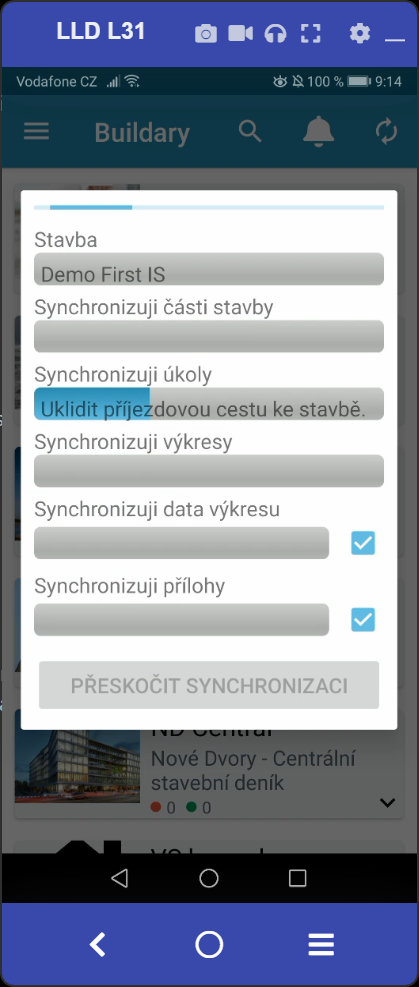 LLD L31
Vodafone CZ 100 % 9:14
Buildary
Stavba
Demo First IS
Synchronizuji části stavby
Synchronizuji úkoly
Uklidit příjezdovou cestu ke stavbě.
Synchronizuji výkresy
Synchronizuji data výkresu
Synchronizuji přílohy
PŘESKOČIT SYNCHRONIZACI
ND Central
Nové Dvory - Centrální
stavební deník
0 0